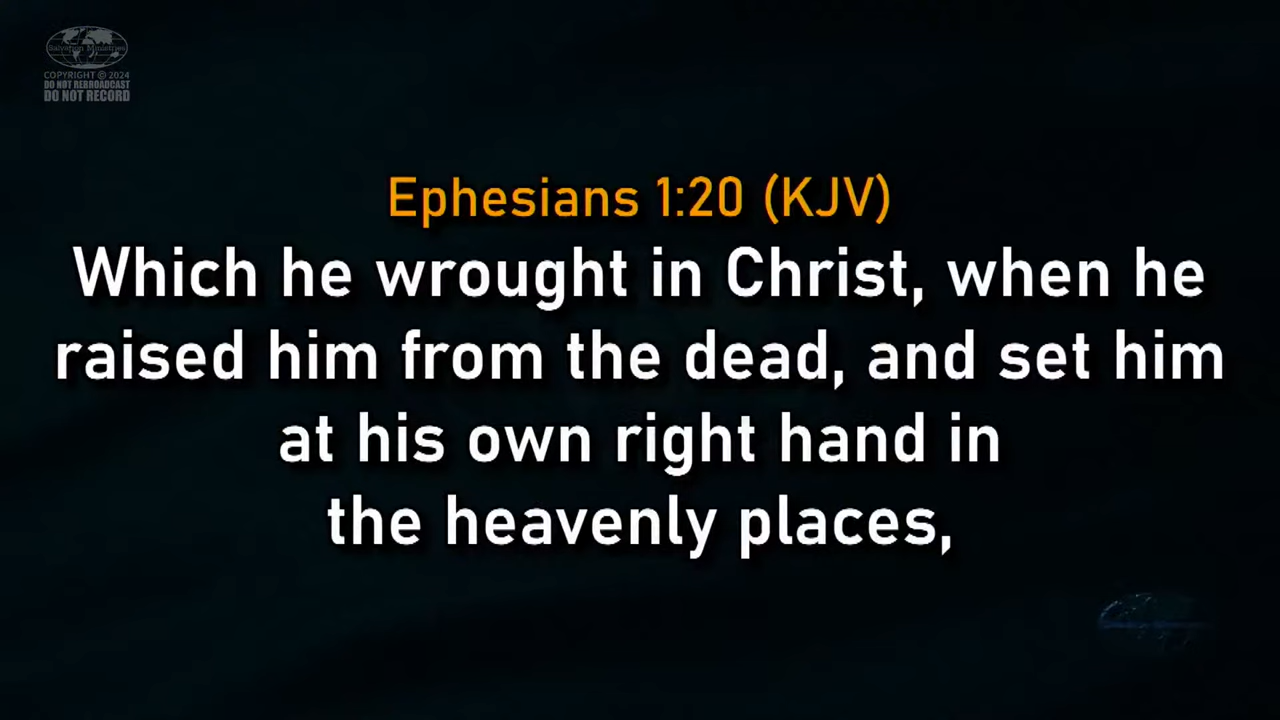 Salvation Ministries
COPYRIGHT © 2024
DO NOT REBROADCAST
DO NOT RECORD
Ephesians 1:20 (KJV)
Which he wrought in Christ, when he
raised him from the dead, and set him
at his own right hand in
the heavenly places,